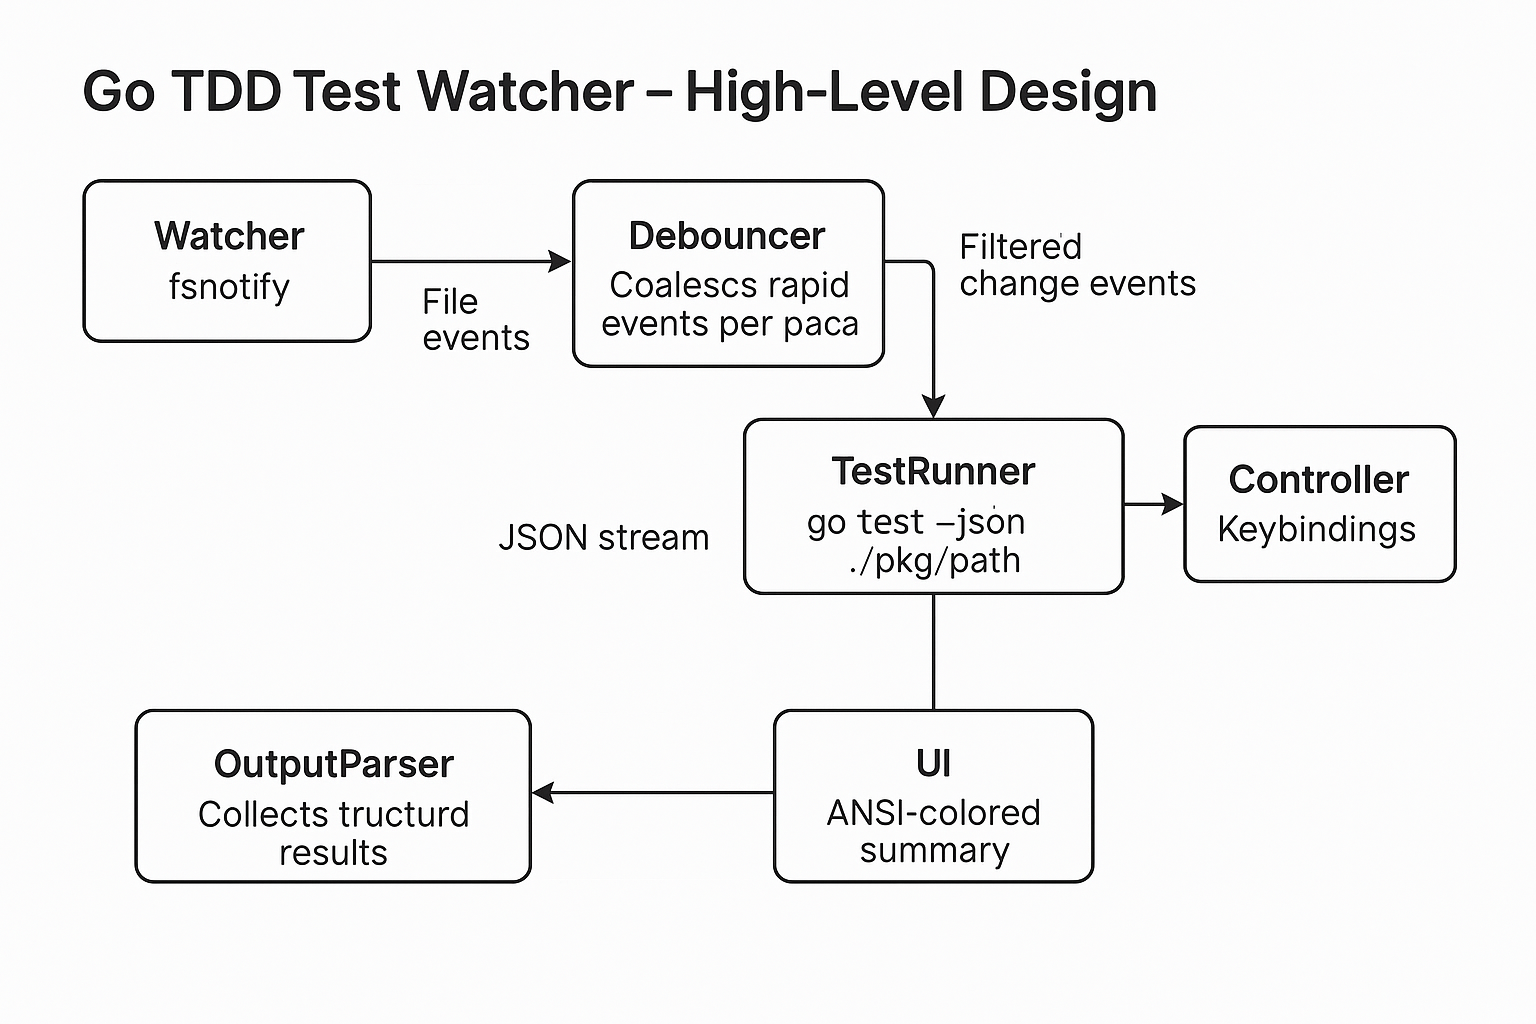 Go TDD Test Watcher – High-Level Design
Watcher
fsnotify
File
events
Debouncer
Coalescs rapid
events per paca
Filtered
change events
TestRunner
go test –json
./pkg/path
Controller
Keybindings
JSON stream
OutputParser
Collects tructurd
results
UI
ANSI-colored
summary